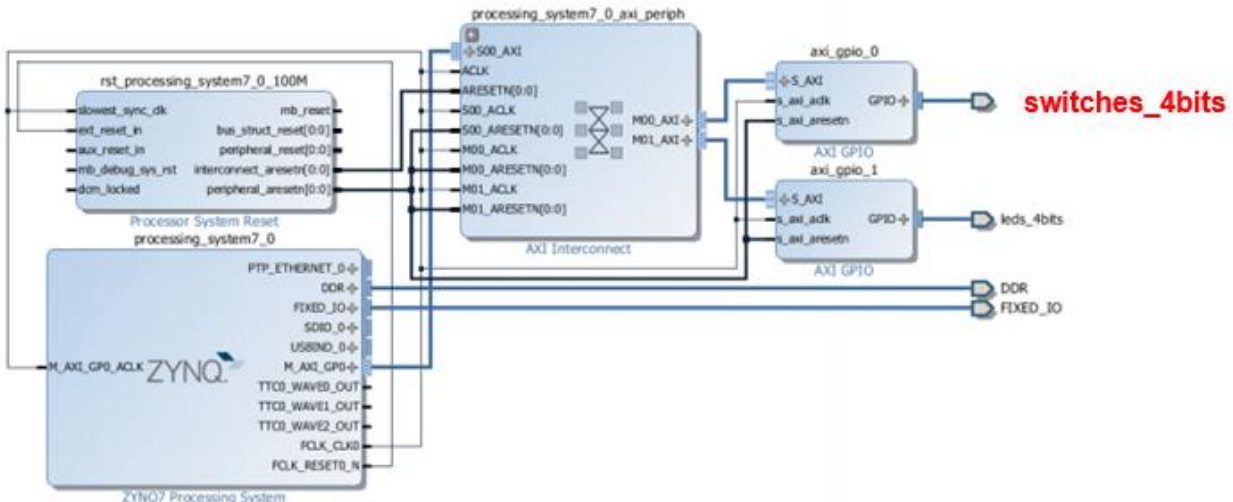 processing_system7_0_axi_periph
S00_AXI
ACLK
ARESETN[0:0]
S00_ACLK
S00_ARESETN[0:0]
M00_ACLK
M00_ARESETN[0:0]
M01_ACLK
M01_ARESETN[0:0]
M00_AXI
M01_AXI
AXI Interconnect
axi_gpio_0
S_AXI
s_axi_aclk
s_axi_aresetn
GPIO
AXI GPIO
switches_4bits
axi_gpio_1
S_AXI
s_axi_aclk
s_axi_aresetn
GPIO
AXI GPIO
leds_4bits
rst_processing_system7_0_100M
slowest_sync_clk
ext_reset_in
aux_reset_in
mb_debug_sys_rst
dcm_locked
mb_reset
bus_struct_reset[0:0]
peripheral_reset[0:0]
interconnect_aresetn[0:0]
peripheral_aresetn[0:0]
Processor System Reset
processing_system7_0
PTP_ETHERNET_0
DDR
FIXED_IO
SDIO_0
USBIND_0
M_AXI_GP0
TTC0_WAVE0_OUT
TTC0_WAVE1_OUT
TTC0_WAVE2_OUT
FCLK_CLK0
FCLK_RESET0_N
M_AXI_GP0_ACLK
ZYNQ
ZYNQ7 Processing System
DDR
FIXED_IO